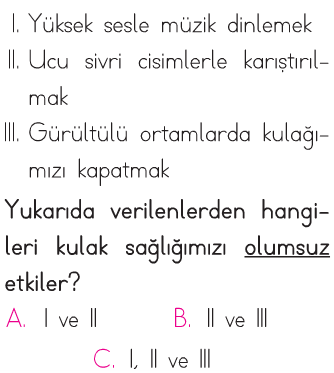 I. Yüksek sesle müzik dinlemek
II. Ucu sivri cisimlerle karıştırıl-
mak
III. Gürültülü ortamlarda kulağı-
mızı kapatmak
Yukarıda verilenlerden hangi-
leri kulak sağlığımızı olumsuz
etkiler?
A. I ve II B. II ve III
C. I, II ve III